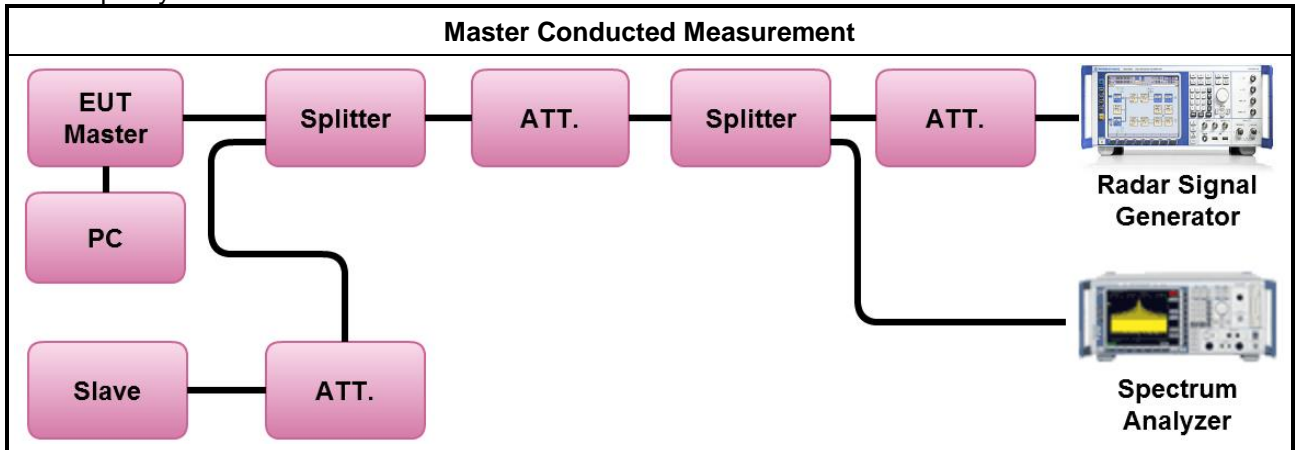 Master Conducted Measurement
EUT
Master
Splitter
ATT.
Splitter
ATT.
Radar Signal
Generator
PC
Slave
ATT.
Spectrum
Analyzer